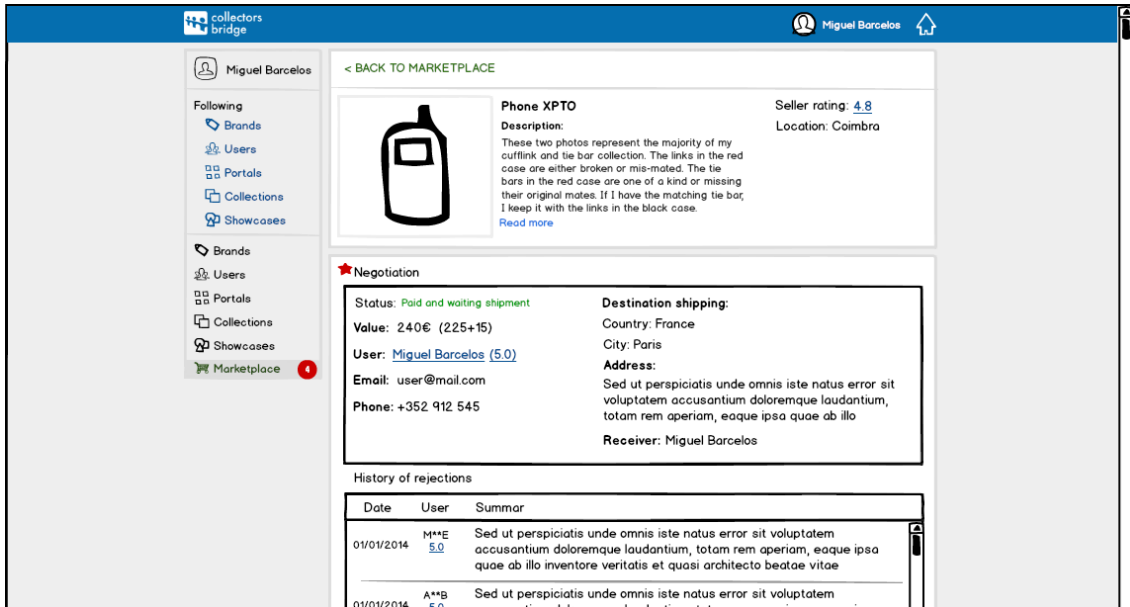 collectors
bridge
Miguel Barcelos
Miguel Barcelos
Following
Brands
Users
Portals
Collections
Showcases
Brands
Users
Portals
Collections
Showcases
Marketplace
4
< BACK TO MARKETPLACE
Phone XPTO
Description:
These two photos represent the majority of my
cufflink and tie bar collection. The links in the red
case are either broken or mis-mated. The tie
bars in the red case are one of a kind or missing
their original mates. If I have the matching tie bar,
I keep it with the links in the black case.
Read more
Seller rating: 4.8
Location: Coimbra
Negotiation
Status: Paid and waiting shipment
Value: 240€ (225+15)
User: Miguel Barcelos (5.0)
Email: user@mail.com
Phone: +352 912 545
Destination shipping:
Country: France
City: Paris
Address:
Sed ut perspiciatis unde omnis iste natus error sit
voluptatem accusantium doloremque laudantium,
totam rem aperiam, eaque ipsa quae ab illo
Receiver: Miguel Barcelos
History of rejections
Date User Summar
01/01/2014
M**E
5.0
Sed ut perspiciatis unde omnis iste natus error sit voluptatem
accusantium doloremque laudantium, totam rem aperiam, eaque ipsa
quae ab illo inventore veritatis et quasi architecto beatae vitae
01/01/2014
A**B
5.0
Sed ut perspiciatis unde omnis iste natus error sit voluptatem